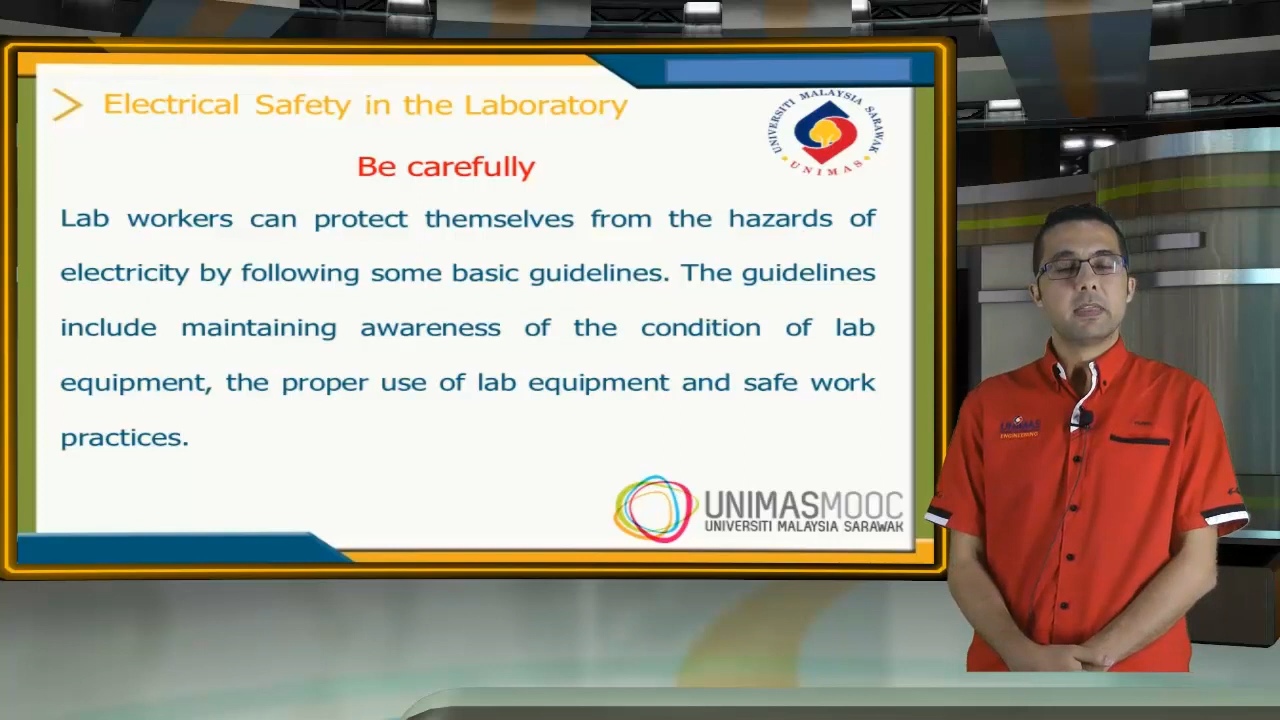 Electrical Safety in the Laboratory
UNIVERSITI MALAYSIA SARAWAK
UNIMAS
Be carefully
Lab workers can protect themselves from the hazards of
electricity by following some basic guidelines. The guidelines
include maintaining awareness of the condition of lab
equipment, the proper use of lab equipment and safe work
practices.
UNIMASMOOC
UNIVERSITI MALAYSIA SARAWAK
UNIMAS
ENGINEERING